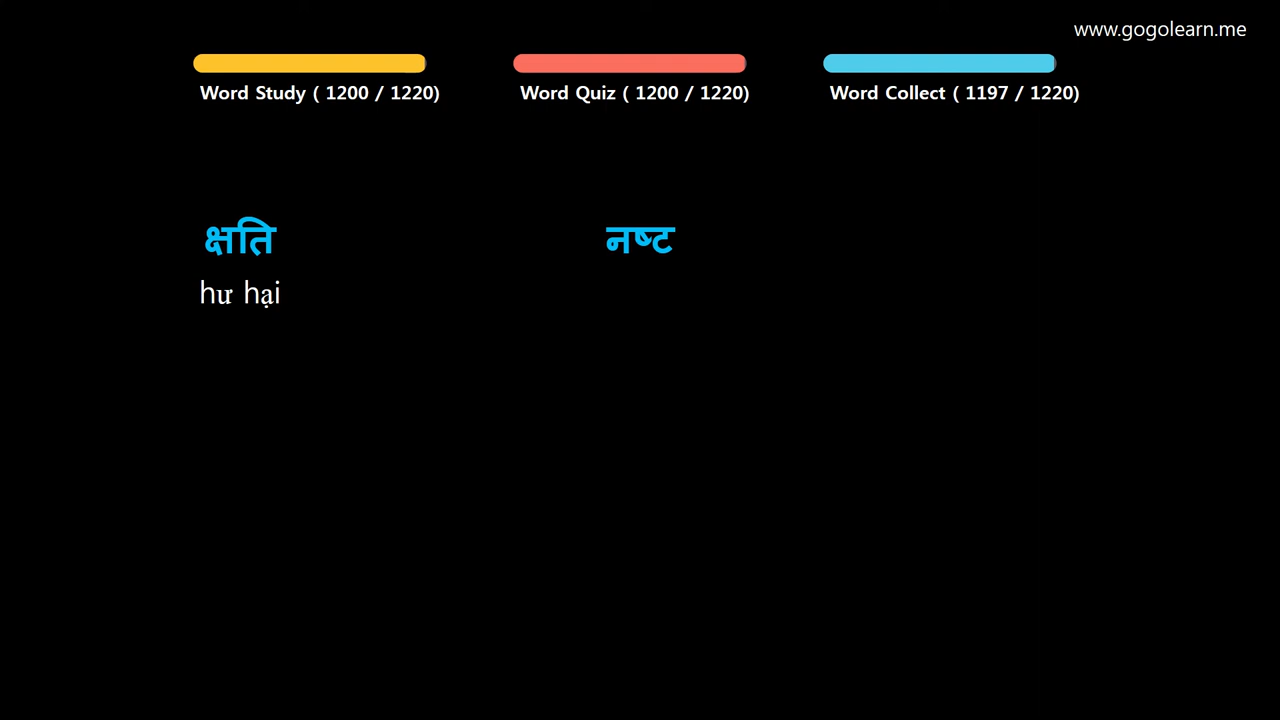 www.gogolearn.me
Word Study ( 1200 / 1220)
Word Quiz ( 1200 / 1220)
Word Collect ( 1197 / 1220)
क्षति
नष्ट
hư hại